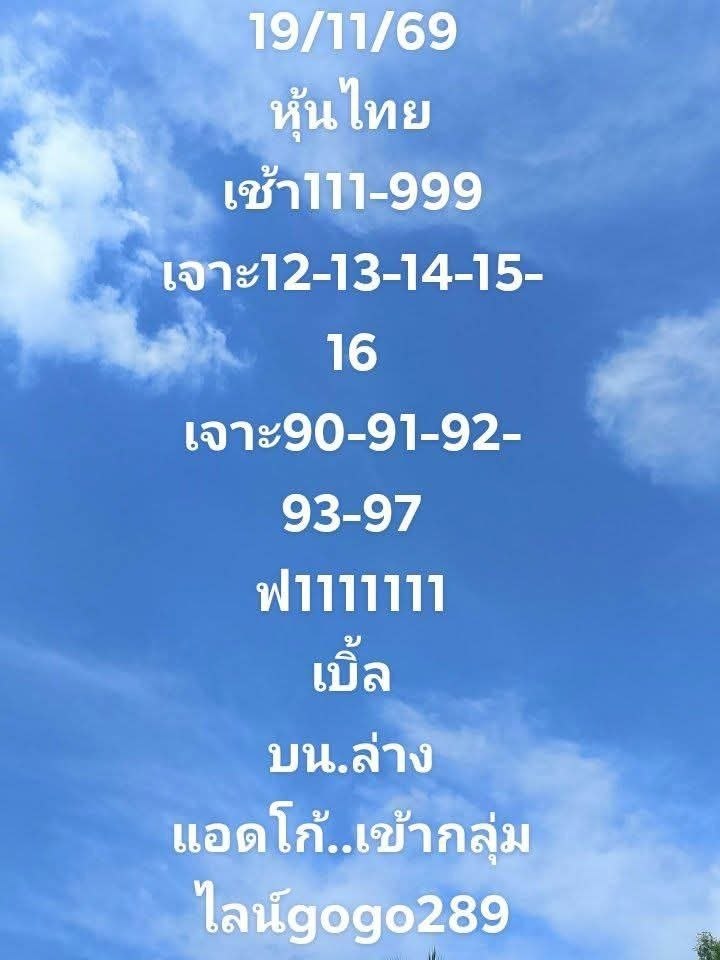 19/11/69
หุ้นไทย
เช้า111-999
เจาะ12-13-14-15-
16
เจาะ90-91-92-
93-97
ฟ1111111
เบิ้ล
บน.ล่าง
แอดโก้..เข้ากลุ่ม
ไลน์gogo289